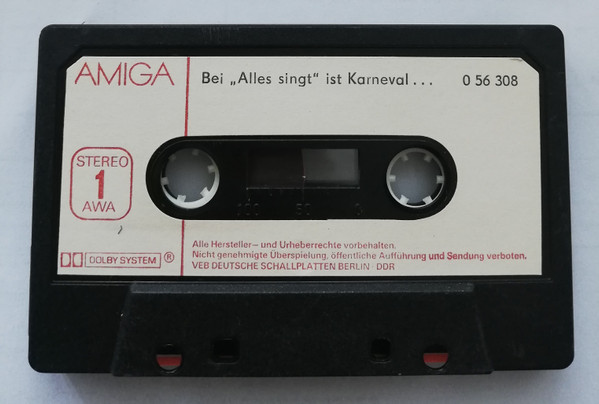 AMIGA
Bei „Alles singt“ ist Karneval...
0 56 308
STEREO
1
AWA
100 50 0
Alle Hersteller- und Urheberrechte vorbehalten.
Nicht genehmigte Überspielung, öffentliche Aufführung und Sendung verboten.
VEB DEUTSCHE SCHALLPLATTEN BERLIN · DDR
DOLBY SYSTEM ®